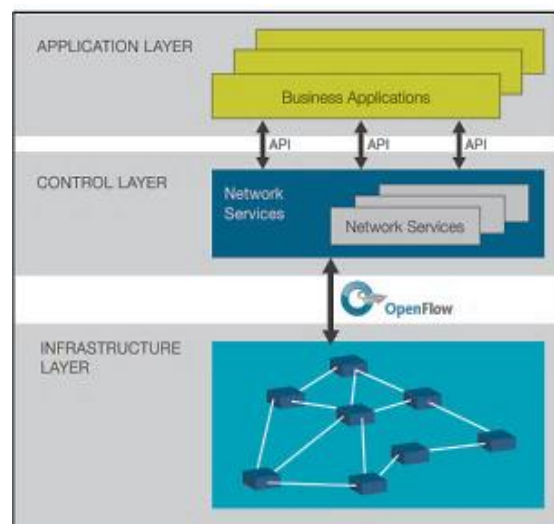 APPLICATION LAYER
Business Applications
API
API
API
CONTROL LAYER
Network
Services
Network Services
OpenFlow
INFRASTRUCTURE
LAYER